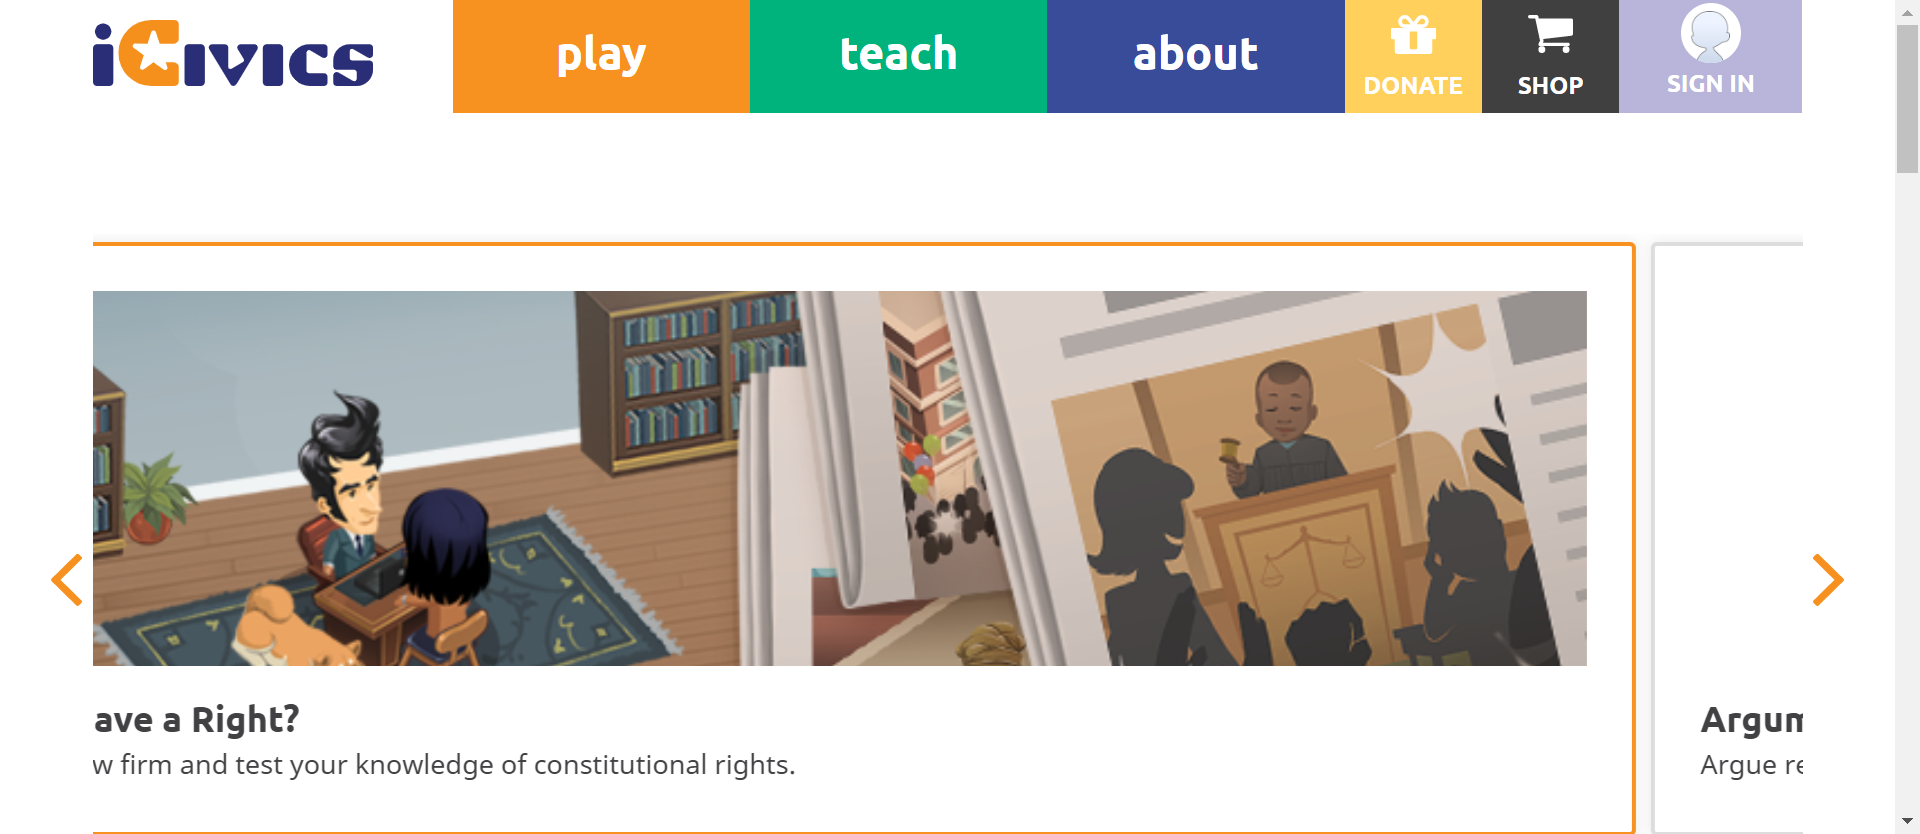 iCivics
play
teach
about
DONATE
SHOP
SIGN IN
ave a Right?
w firm and test your knowledge of constitutional rights.
Argum
Argue re